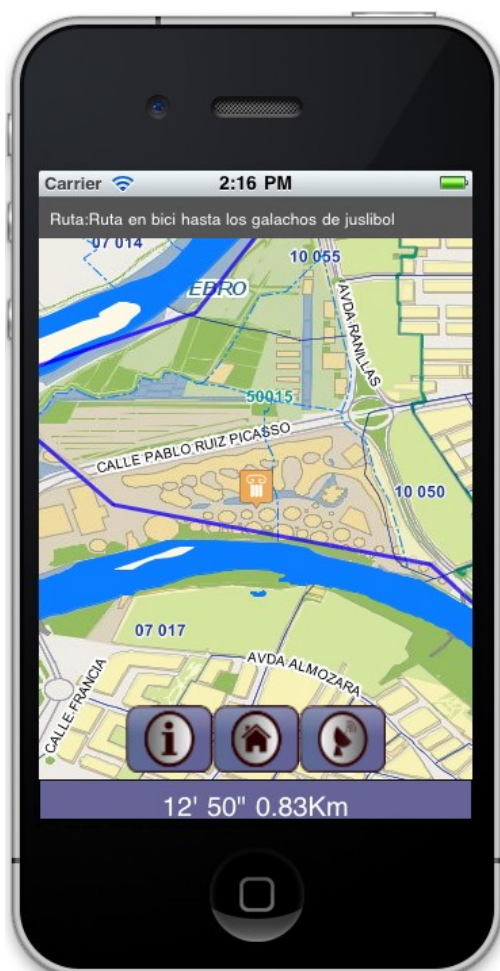 Carrier 2:16 PM
Ruta:Ruta en bici hasta los galachos de juslibol
07 014
10 055
EBRO
AVDA RANILLAS
50015
CALLE PABLO RUIZ PICASSO
10 050
07 017
AVDA ALMOZARA
CALLE FRANCIA
i
12' 50" 0.83Km